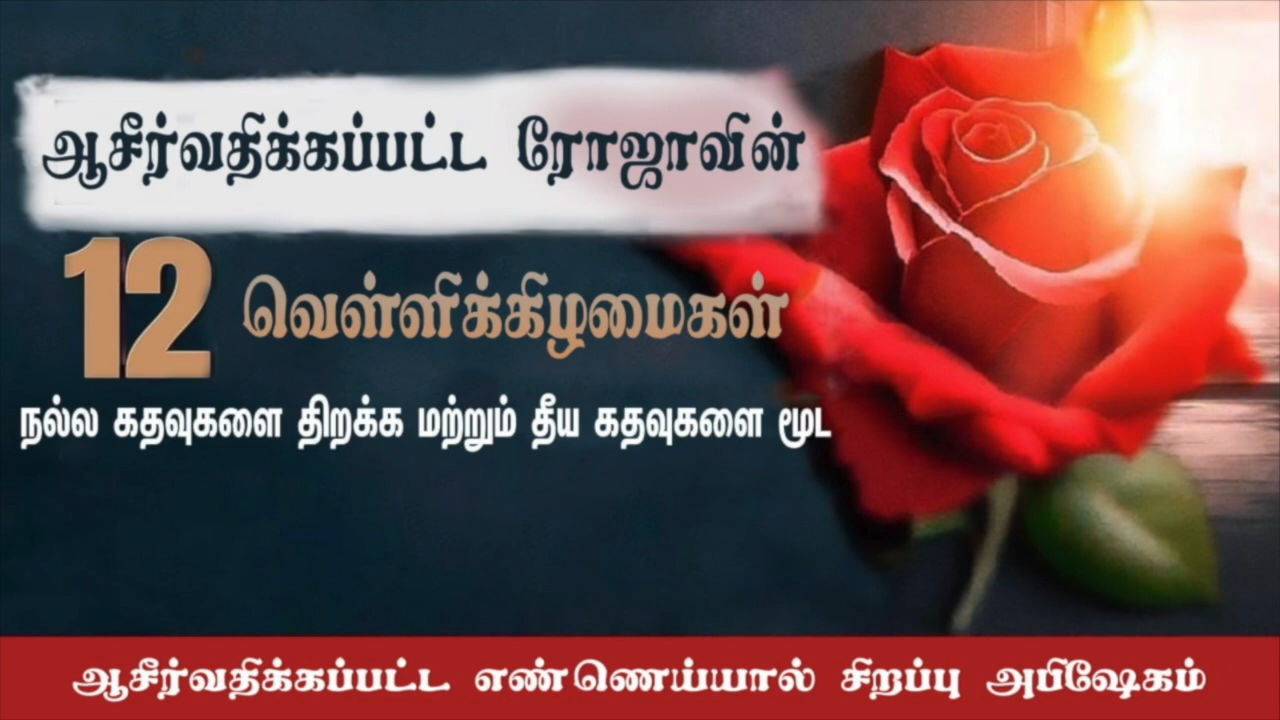 ஆசீர்வதிக்கப்பட்ட ரோஜாவின்
12 வெள்ளிக்கிழமைகள்
நல்ல கதவுகளை திறக்க மற்றும் தீய கதவுகளை மூட
ஆசீர்வதிக்கப்பட்ட எண்ணெய்யால் சிறப்பு அபிஷேகம்